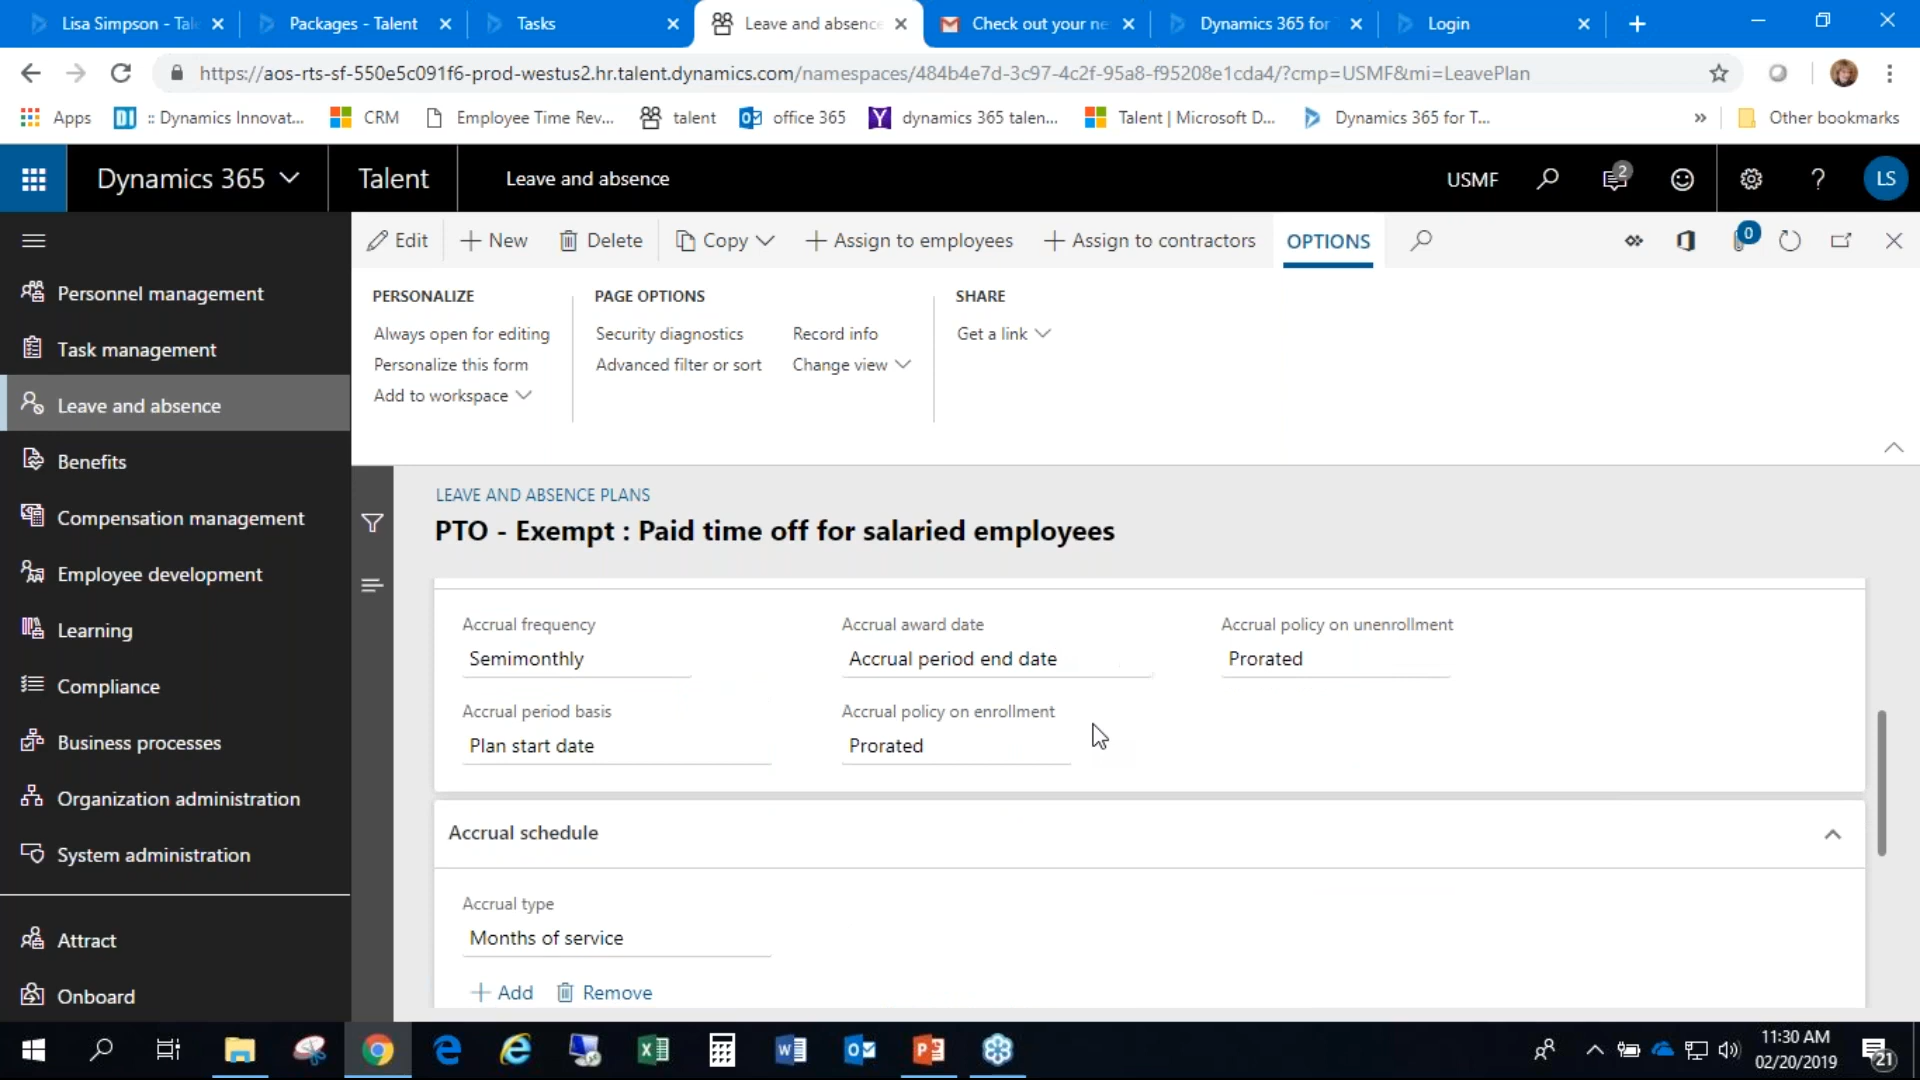 Lisa Simpson - Tal
Packages - Talent
Tasks
Leave and absence
Check out your ne
Dynamics 365 for
Login
https://aos-rts-sf-550e5c091f6-prod-westus2.hr.talent.dynamics.com/namespaces/484b4e7d-3c97-4c2f-95a8-f95208e1cda4/?cmp=USMF&mi=LeavePlan
Apps
:: Dynamics Innovat...
CRM
Employee Time Rev...
talent
office 365
dynamics 365 talen...
Talent | Microsoft D...
Dynamics 365 for T...
Other bookmarks
Dynamics 365
Talent
Leave and absence
USMF
2
LS
Edit
New
Delete
Copy
Assign to employees
Assign to contractors
OPTIONS
0
PERSONALIZE
Always open for editing
Personalize this form
Add to workspace
PAGE OPTIONS
Security diagnostics
Advanced filter or sort
Record info
Change view
SHARE
Get a link
Personnel management
Task management
Leave and absence
Benefits
Compensation management
Employee development
Learning
Compliance
Business processes
Organization administration
System administration
Attract
Onboard
LEAVE AND ABSENCE PLANS
PTO - Exempt : Paid time off for salaried employees
Accrual frequency
Semimonthly
Accrual award date
Accrual period end date
Accrual policy on unenrollment
Prorated
Accrual period basis
Plan start date
Accrual policy on enrollment
Prorated
Accrual schedule
Accrual type
Months of service
Add
Remove
11:30 AM
02/20/2019
21